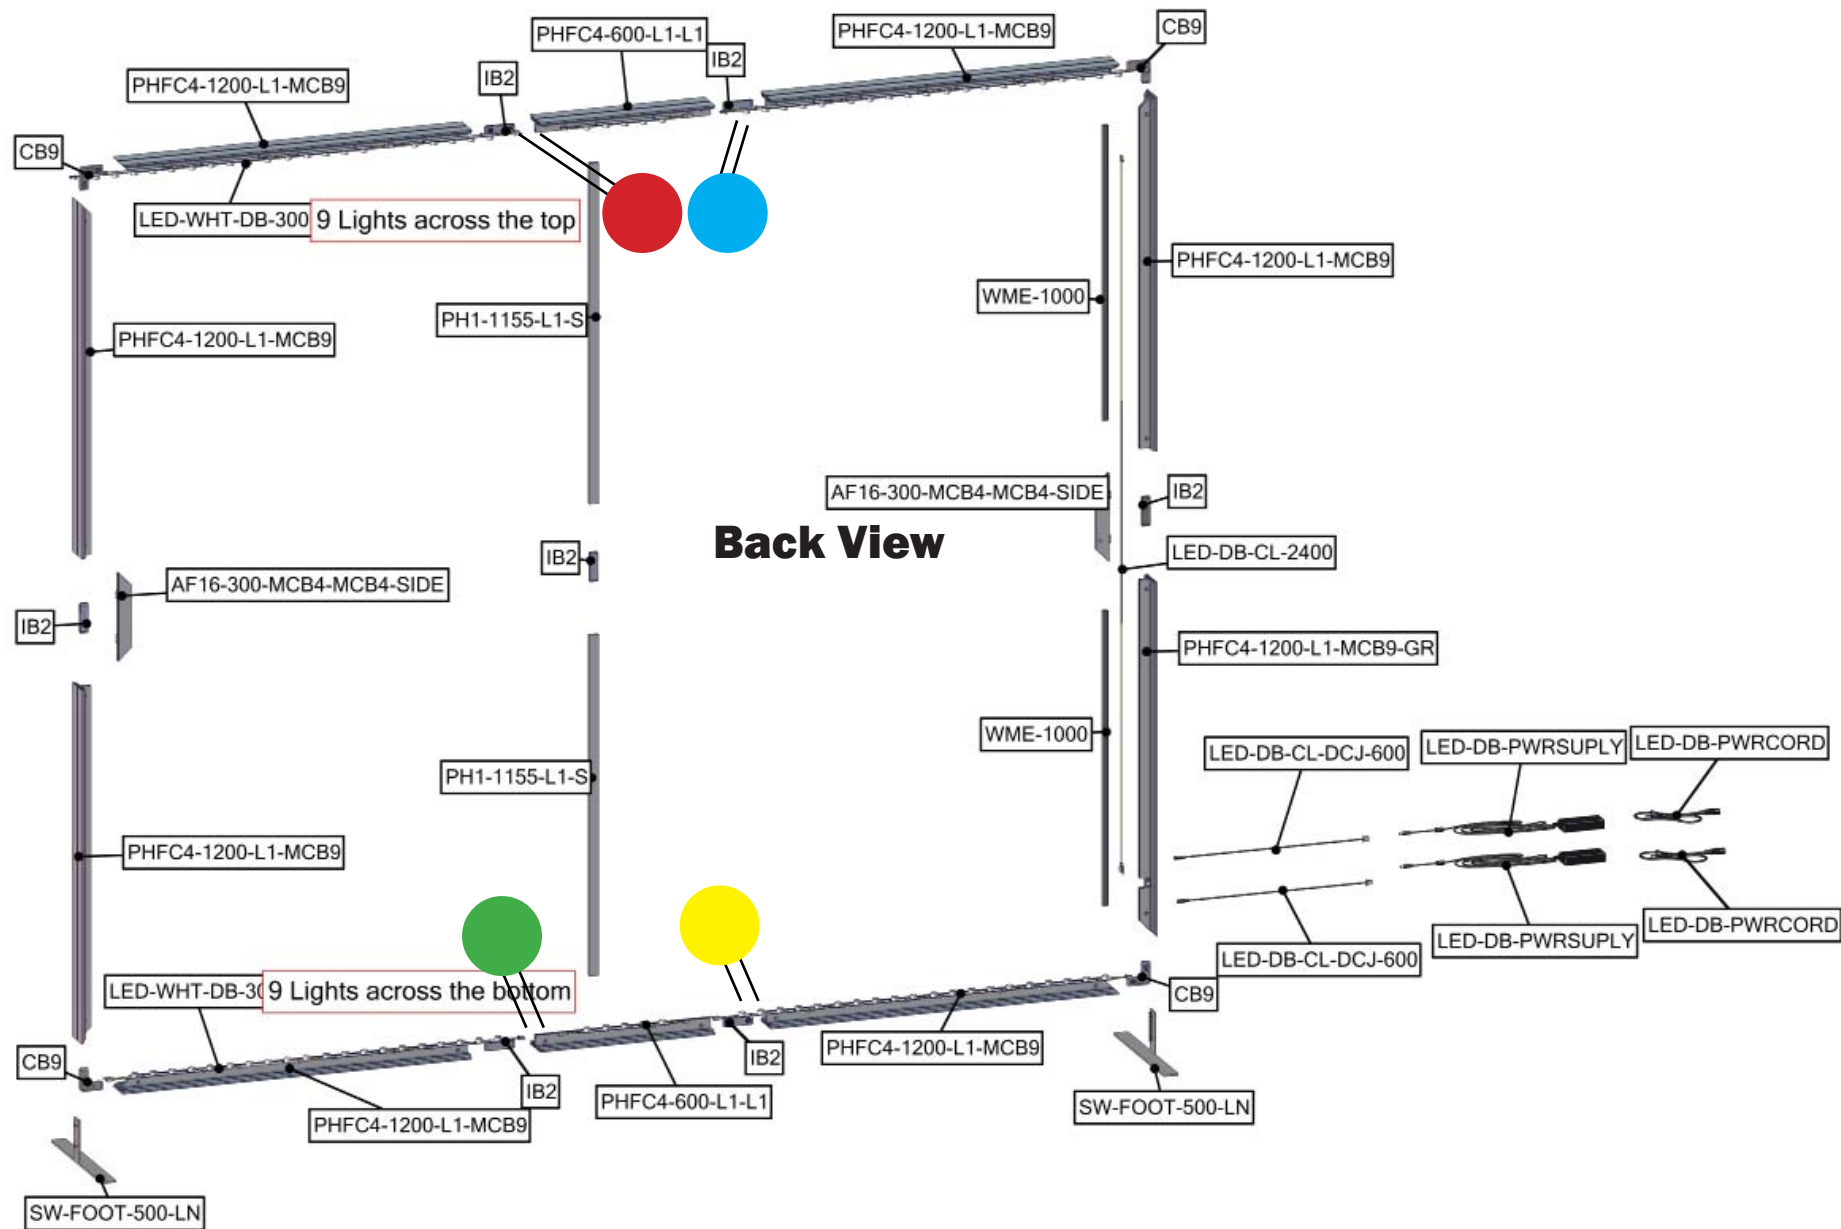 PHFC4-600-L1-L1
PHFC4-1200-L1-MCB9
CB9
IB2
IB2
PHFC4-1200-L1-MCB9
CB9
LED-WHT-DB-300
9 Lights across the top
PHFC4-1200-L1-MCB9
WME-1000
PH1-1155-L1-S
PHFC4-1200-L1-MCB9
AF16-300-MCB4-MCB4-SIDE
IB2
Back View
IB2
LED-DB-CL-2400
AF16-300-MCB4-MCB4-SIDE
IB2
PHFC4-1200-L1-MCB9-GR
WME-1000
LED-DB-CL-DCJ-600
LED-DB-PWRSUPLY
LED-DB-PWRCORD
PH1-1155-L1-S
PHFC4-1200-L1-MCB9
LED-DB-PWRCORD
LED-DB-PWRSUPLY
LED-DB-CL-DCJ-600
LED-WHT-DB-30
9 Lights across the bottom
CB9
CB9
IB2
PHFC4-1200-L1-MCB9
IB2
PHFC4-600-L1-L1
PHFC4-1200-L1-MCB9
SW-FOOT-500-LN
SW-FOOT-500-LN